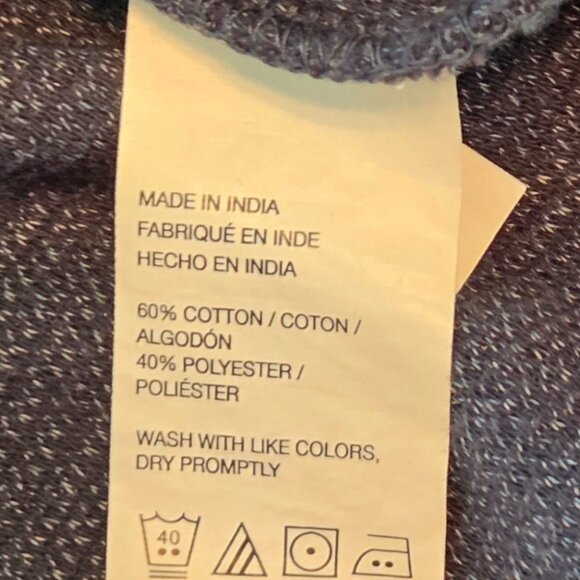 MADE IN INDIA
FABRIQUÉ EN INDE
HECHO EN INDIA
60% COTTON / COTON /
ALGODÓN
40% POLYESTER /
POLIÉSTER
WASH WITH LIKE COLORS,
DRY PROMPTLY
40